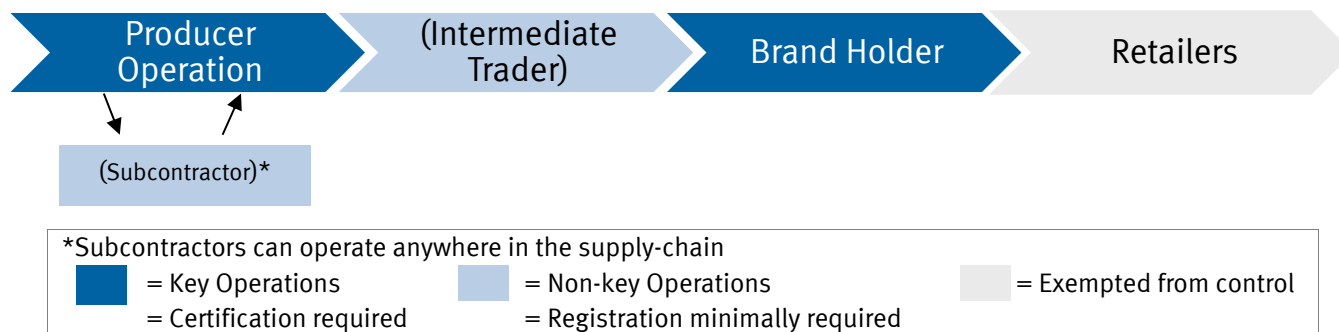 Producer
Operation
(Intermediate
Trader)
Brand Holder
Retailers
(Subcontractor)*
*Subcontractors can operate anywhere in the supply-chain
= Key Operations
= Certification required
= Non-key Operations
= Registration minimally required
= Exempted from control